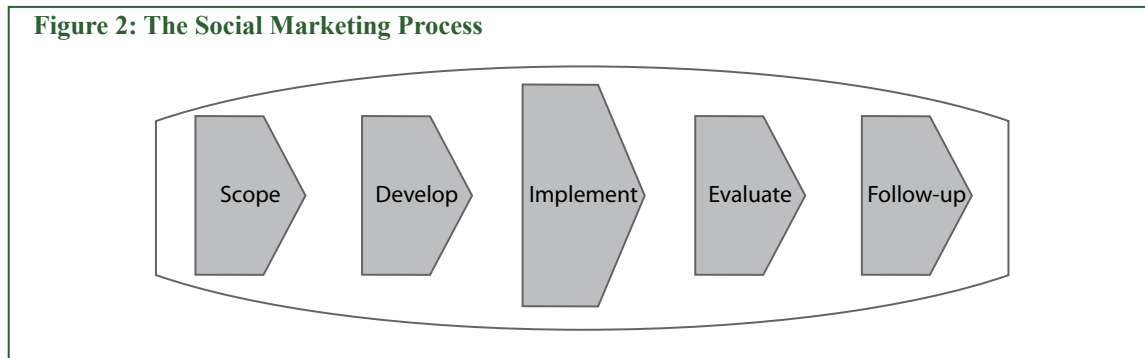 Figure 2: The Social Marketing Process
Scope Develop Implement Evaluate Follow-up